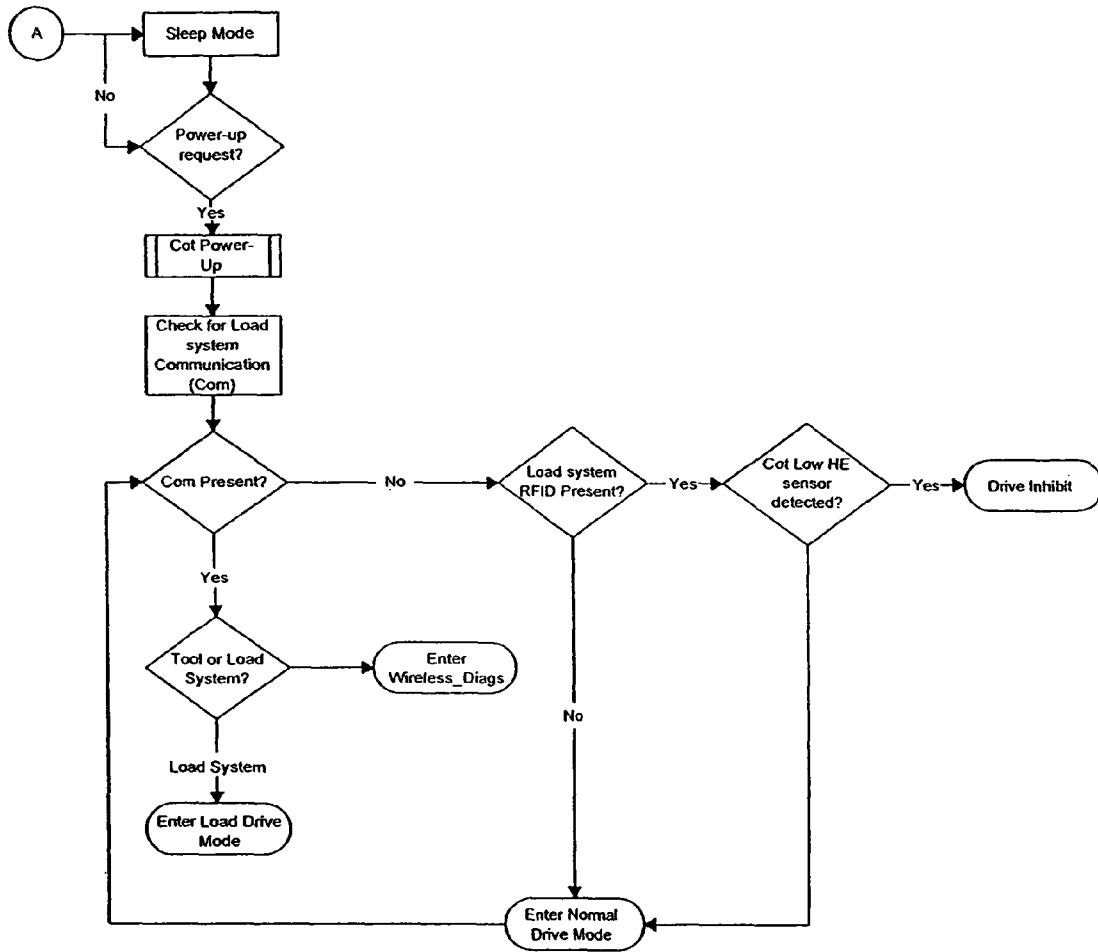 A
Sleep Mode
No
Power-up
request?
Yes
Cot Power-
Up
Check for Load
system
Communication
(Com)
Com Present?
No
Load system
RFID Present?
Yes
Cot Low HE
sensor
detected?
Yes
Drive Inhibit
Yes
Tool or Load
System?
Enter
Wireless_Diags
No
Load System
Enter Load Drive
Mode
Enter Normal
Drive Mode